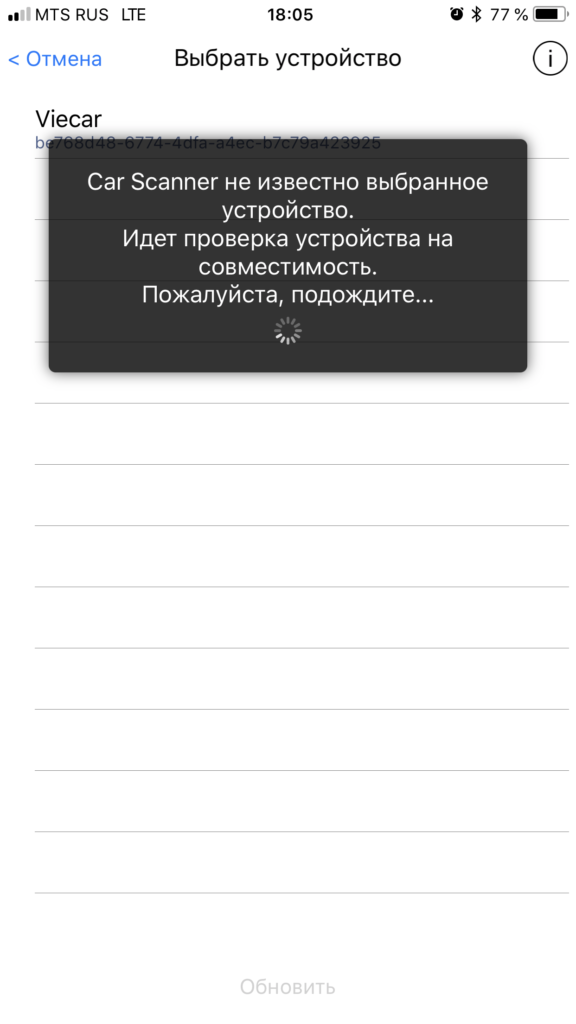 MTS RUS LTE 18:05 77 %
< Отмена Выбрать устройство i
Viecar
be768d48-6774-4dfa-a4ec-b7c79a423925
Car Scanner не известно выбранное
устройство.
Идет проверка устройства на
совместимость.
Пожалуйста, подождите...
Обновить